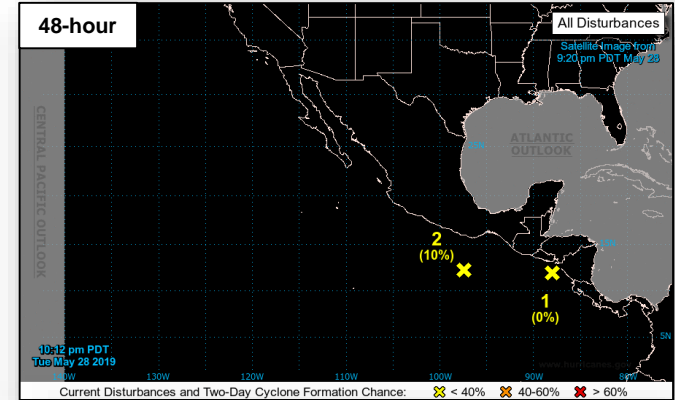 48-hour
All Disturbances
Satellite Image from
9:20 pm PDT May 28
CENTRAL PACIFIC OUTLOOK
ATLANTIC
OUTLOOK
2
(10%)
1
(0%)
5N
10:12 pm PDT
Tue May 28 2019
130W
120W
110W
100W
90W
80W
Current Disturbances and Two-Day Cyclone Formation Chance:
< 40%
40-60%
> 60%